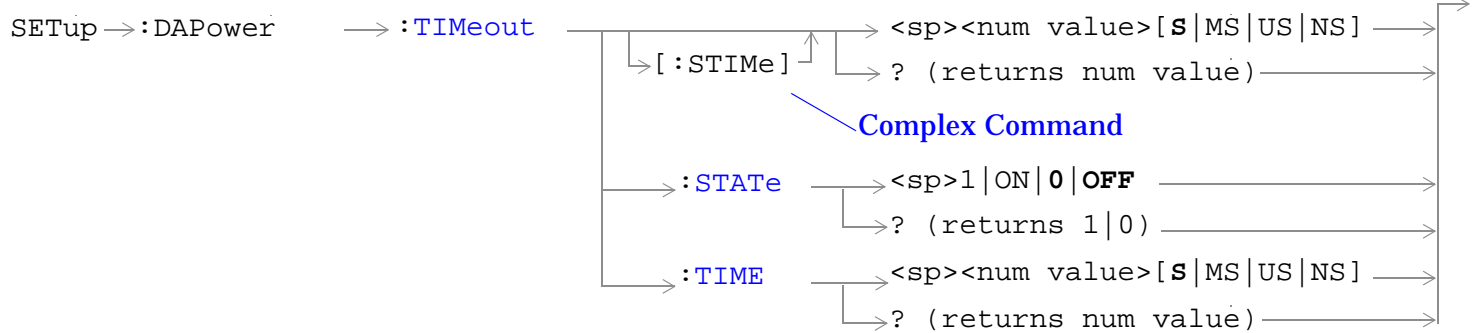 SETup :DAPower :TIMeout <sp><num value>[S|MS|US|NS]
[:STIMe] ? (returns num value)
Complex Command
:STATe <sp>1|ON|0|OFF
? (returns 1|0)
:TIME <sp><num value>[S|MS|US|NS]
? (returns num value)